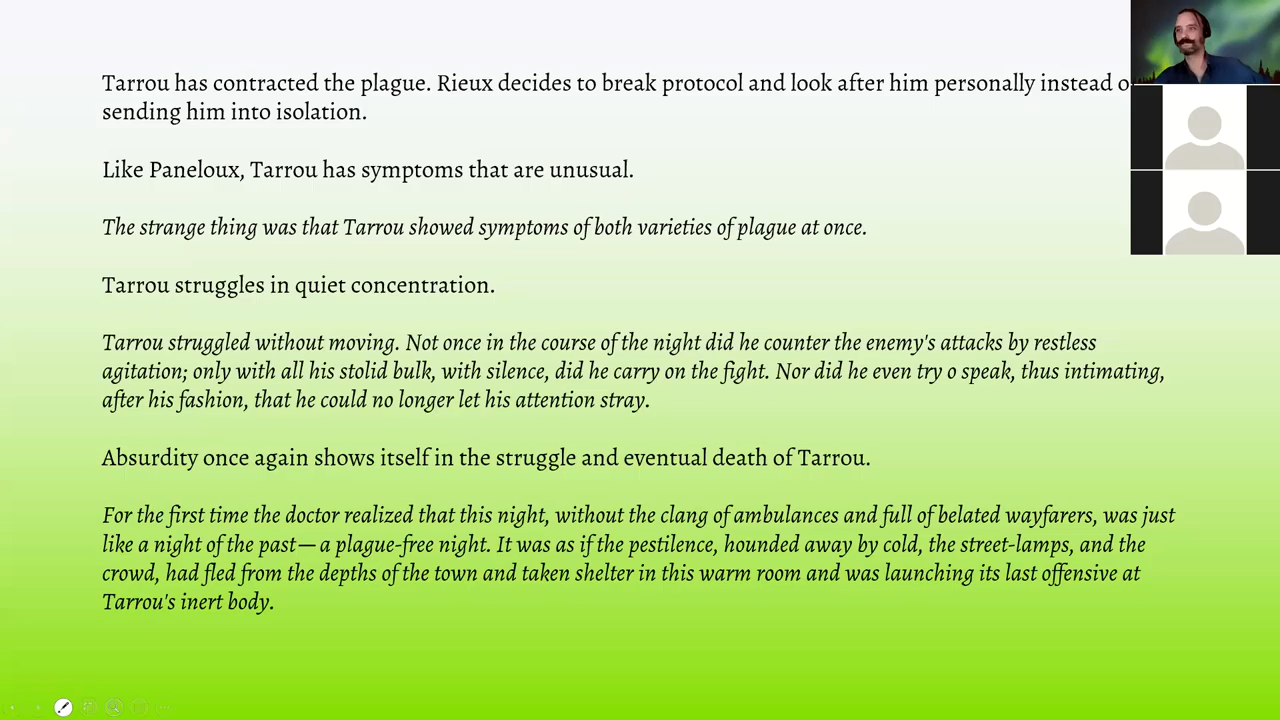 Tarrou has contracted the plague. Rieux decides to break protocol and look after him personally instead o
sending him into isolation.
Like Paneloux, Tarrou has symptoms that are unusual.
The strange thing was that Tarrou showed symptoms of both varieties of plague at once.
Tarrou struggles in quiet concentration.
Tarrou struggled without moving. Not once in the course of the night did he counter the enemy's attacks by restless
agitation; only with all his stolid bulk, with silence, did he carry on the fight. Nor did he even try o speak, thus intimating,
after his fashion, that he could no longer let his attention stray.
Absurdity once again shows itself in the struggle and eventual death of Tarrou.
For the first time the doctor realized that this night, without the clang of ambulances and full of belated wayfarers, was just
like a night of the past—a plague-free night. It was as if the pestilence, hounded away by cold, the street-lamps, and the
crowd, had fled from the depths of the town and taken shelter in this warm room and was launching its last offensive at
Tarrou's inert body.